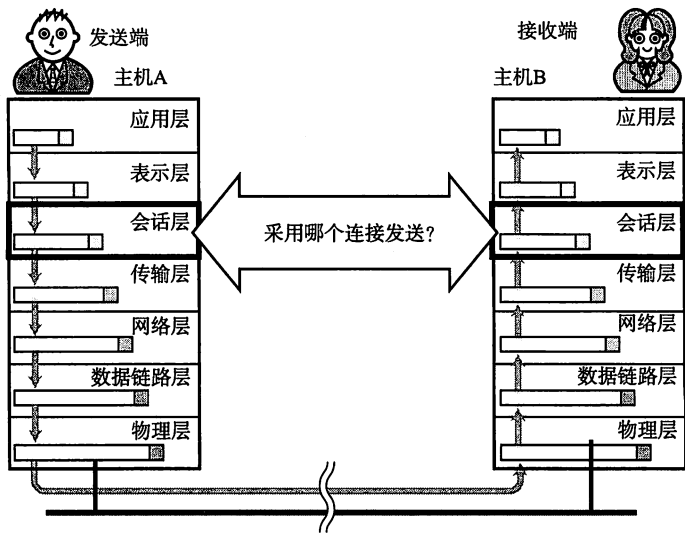 发送端
主机A
接收端
主机B
应用层
表示层
会话层
传输层
网络层
数据链路层
物理层
采用哪个连接发送?
应用层
表示层
会话层
传输层
网络层
数据链路层
物理层